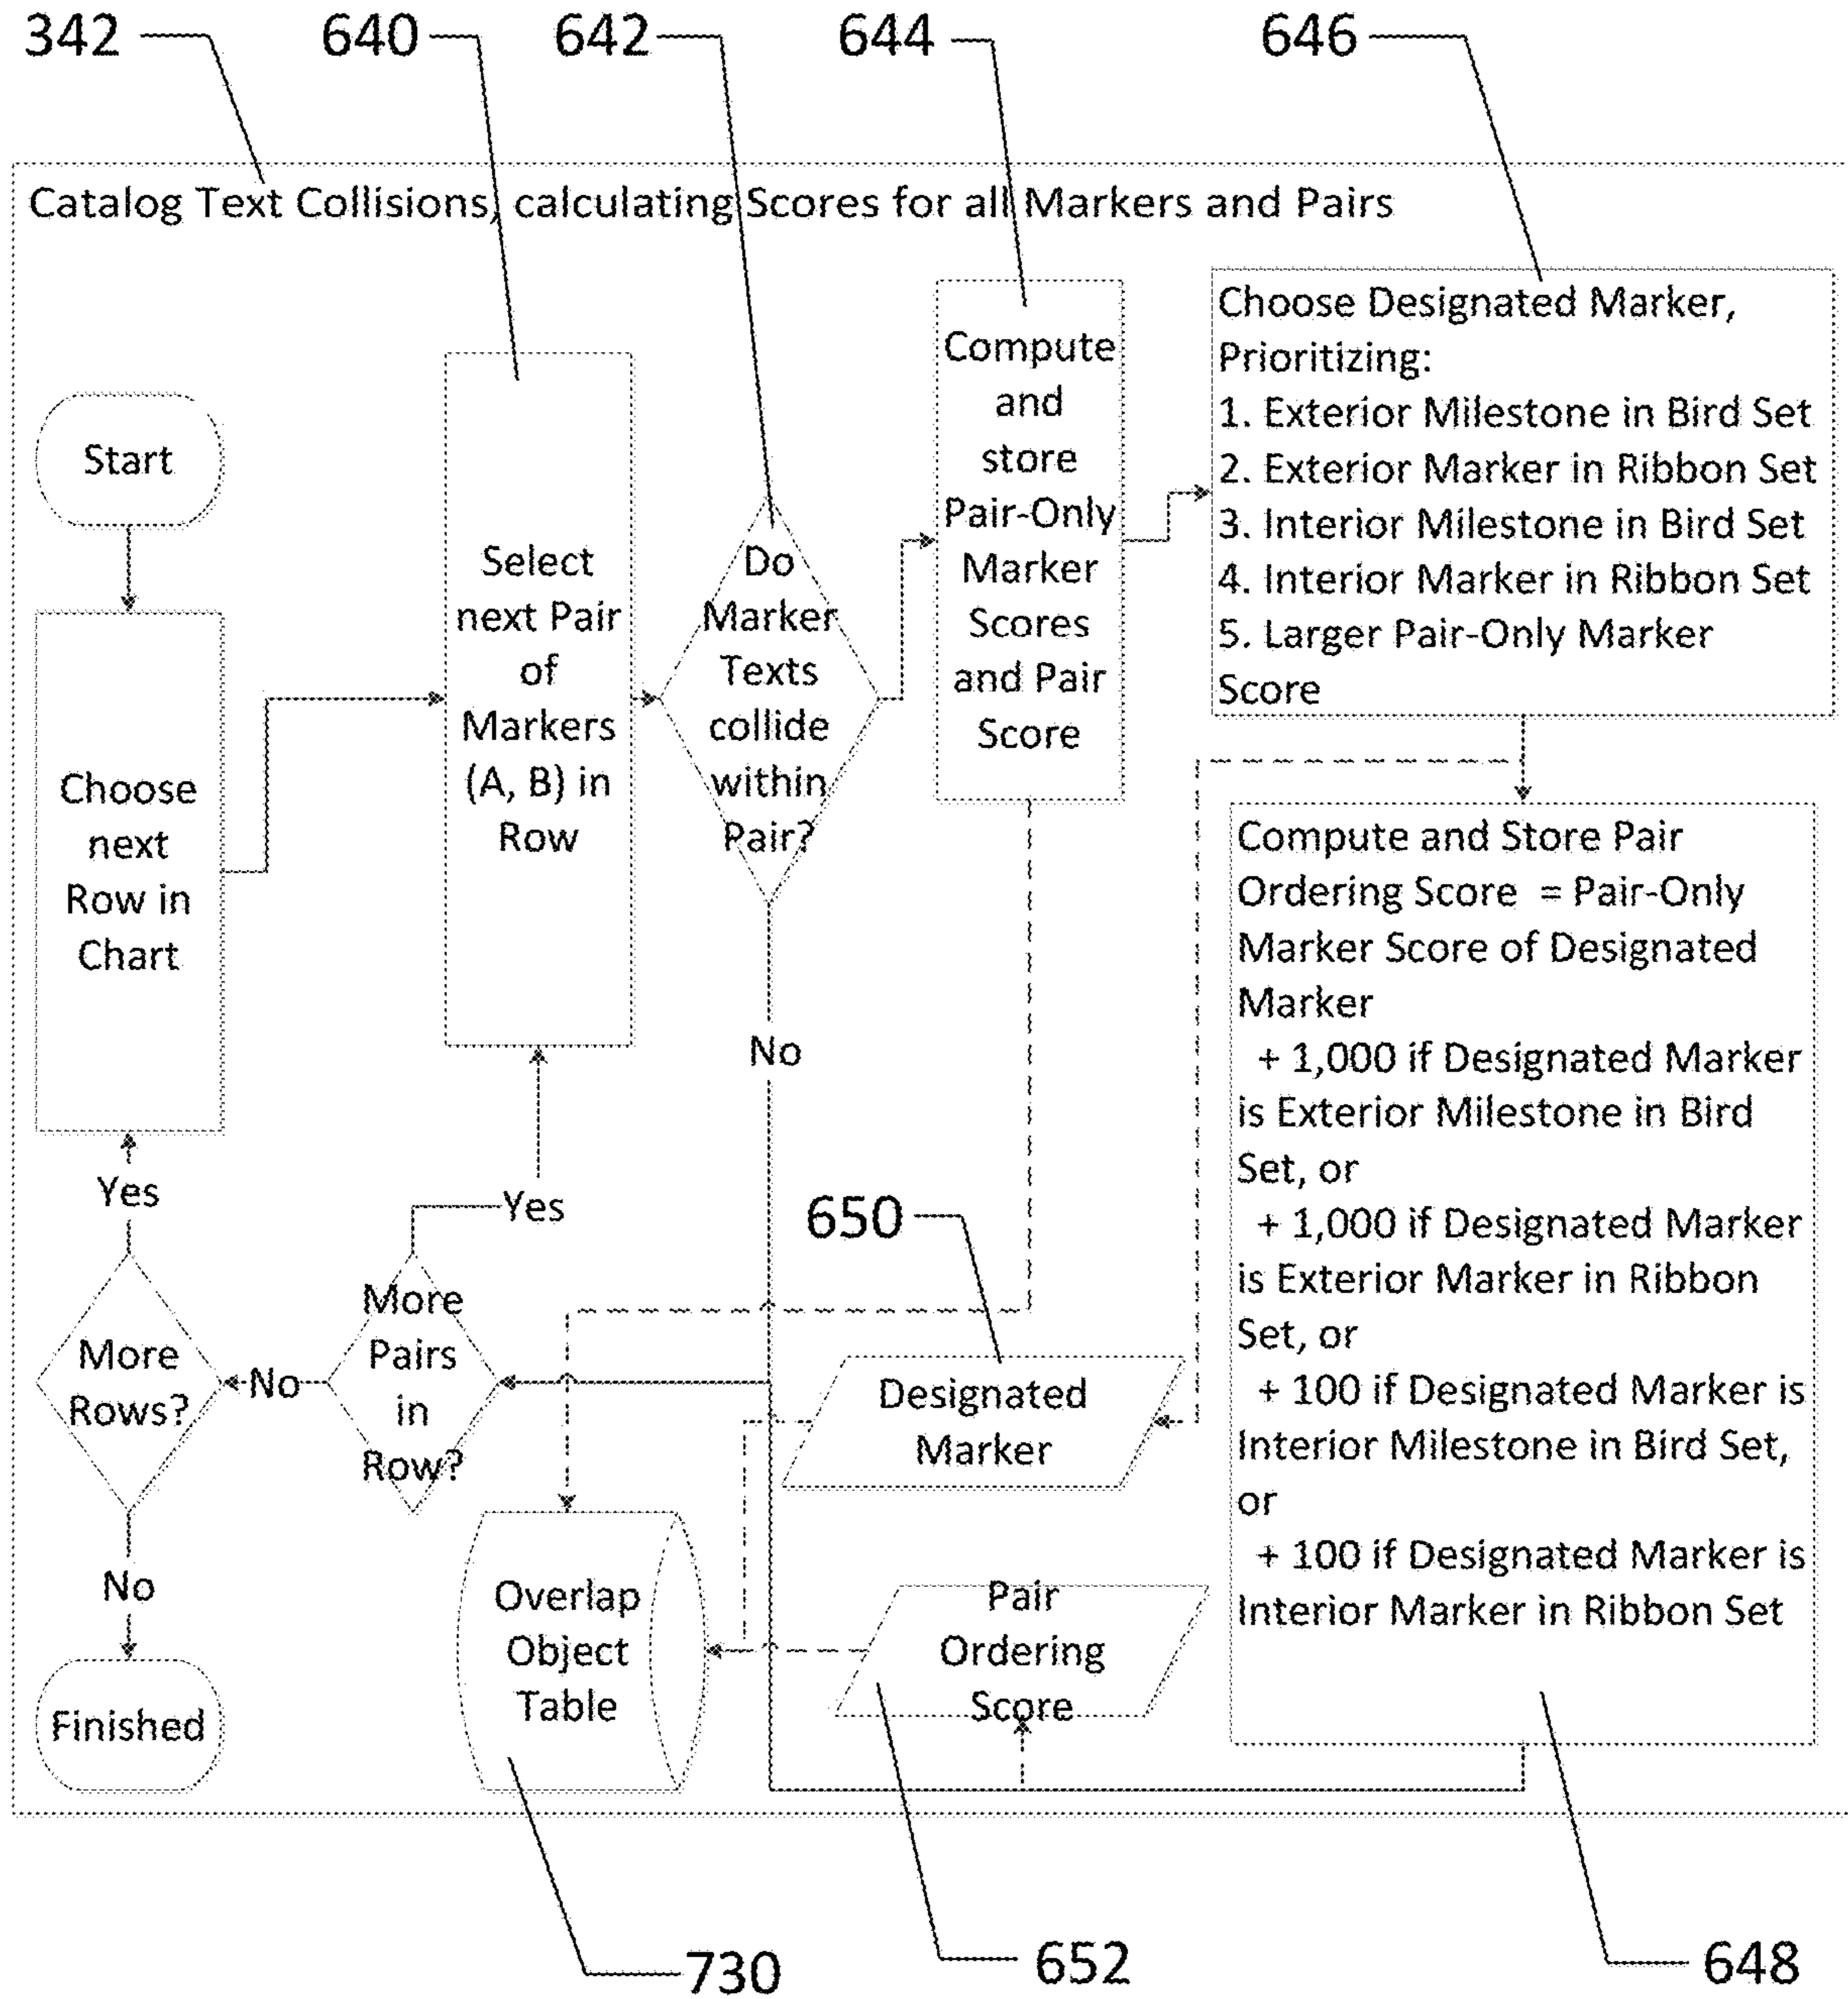 342
640
642
644
646
Catalog Text Collisions, calculating Scores for all Markers and Pairs
Start
Choose
next
Row in
Chart
Select
next Pair
of
Markers
(A, B) in
Row
Do
Marker
Texts
collide
within
Pair?
Compute
and
store
Pair-Only
Marker
Scores
and Pair
Score
Choose Designated Marker,
Prioritizing:
1. Exterior Milestone in Bird Set
2. Exterior Marker in Ribbon Set
3. Interior Milestone in Bird Set
4. Interior Marker in Ribbon Set
5. Larger Pair-Only Marker
Score
Compute and Store Pair
Ordering Score = Pair-Only
Marker Score of Designated
Marker
+ 1,000 if Designated Marker
is Exterior Milestone in Bird
Set, or
+ 1,000 if Designated Marker
is Exterior Marker in Ribbon
Set, or
+ 100 if Designated Marker is
Interior Milestone in Bird Set,
or
+ 100 if Designated Marker is
Interior Marker in Ribbon Set
No
Yes
Yes
650
More
Rows?
No
More
Pairs
in
Row?
Designated
Marker
No
Finished
Overlap
Object
Table
Pair
Ordering
Score
730
652
648